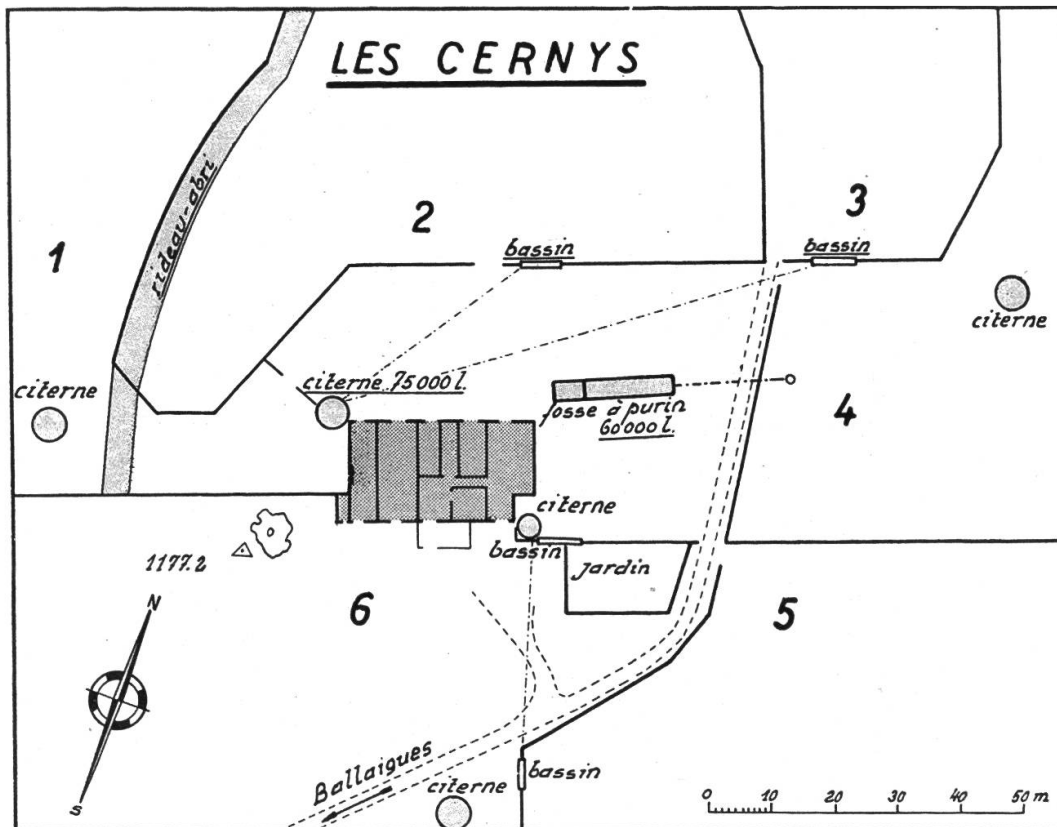 LES CERNYS
1
rideau-abri
2
3
bassin
bassin
citerne
citerne
citerne 75000 l.
fosse à purin
60000 l.
4
citerne
bassin
jardin
1177.2
N
6
5
S
Ballaigues
citerne
bassin
0 10 20 30 40 50 m